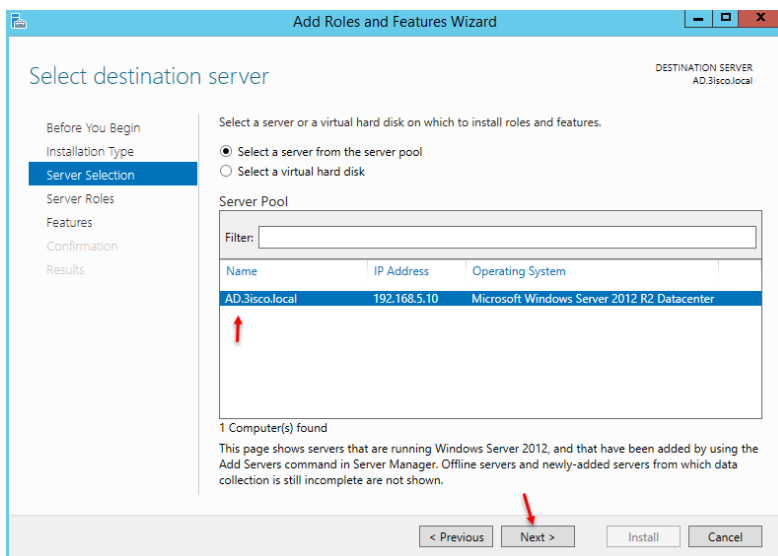 Add Roles and Features Wizard
Select destination server
DESTINATION SERVER
AD.3isco.local
Before You Begin
Installation Type
Server Selection
Server Roles
Features
Confirmation
Results
Select a server or a virtual hard disk on which to install roles and features.
Select a server from the server pool
Select a virtual hard disk
Server Pool
Filter:
Name IP Address Operating System
AD.3isco.local 192.168.5.10 Microsoft Windows Server 2012 R2 Datacenter
1 Computer(s) found
This page shows servers that are running Windows Server 2012, and that have been added by using the
Add Servers command in Server Manager. Offline servers and newly-added servers from which data
collection is still incomplete are not shown.
< Previous Next > Install Cancel